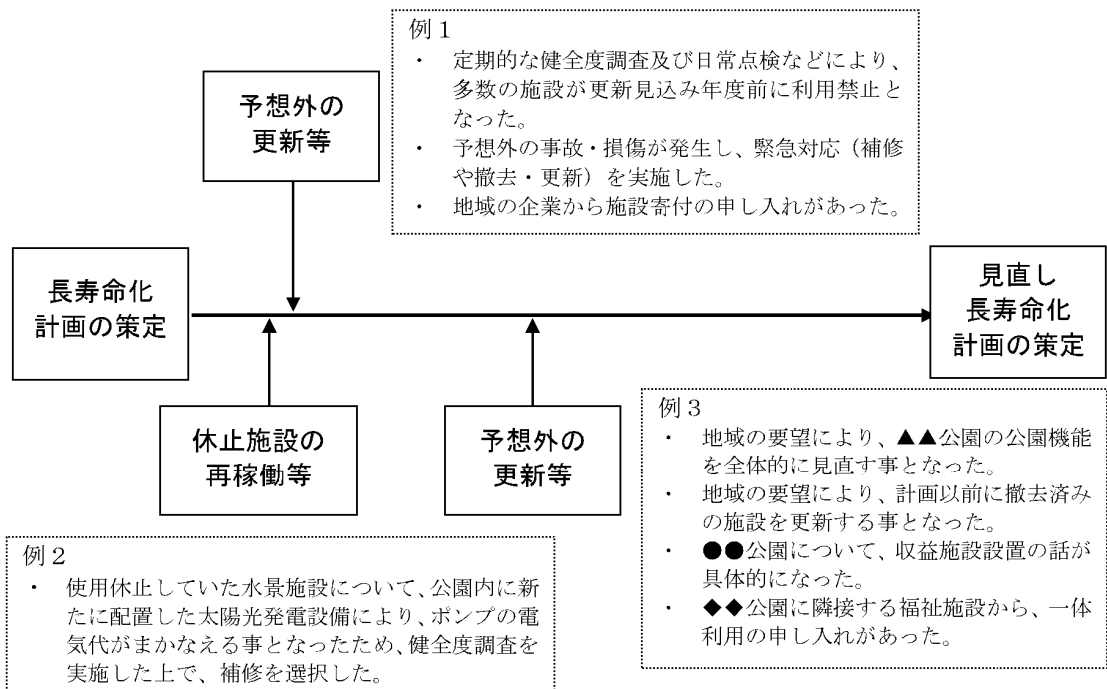 例１
・ 定期的な健全度調査及び日常点検などにより、
多数の施設が更新見込み年度前に利用禁止と
なった。
・ 予想外の事故・損傷が発生し、緊急対応（補修
や撤去・更新）を実施した。
・ 地域の企業から施設寄付の申し入れがあった。
予想外の
更新等
長寿命化
計画の策定
見直し
長寿命化
計画の策定
休止施設の
再稼働等
予想外の
更新等
例３
・ 地域の要望により、▲▲公園の公園機能
を全体的に見直す事となった。
・ 地域の要望により、計画以前に撤去済み
の施設を更新する事となった。
・ ●●公園について、収益施設設置の話が
具体的になった。
・ ◆◆公園に隣接する福祉施設から、一体
利用の申し入れがあった。
例２
・ 使用休止していた水景施設について、公園内に新
たに配置した太陽光発電設備により、ポンプの電
気代がまかなえる事となったため、健全度調査を
実施した上で、補修を選択した。